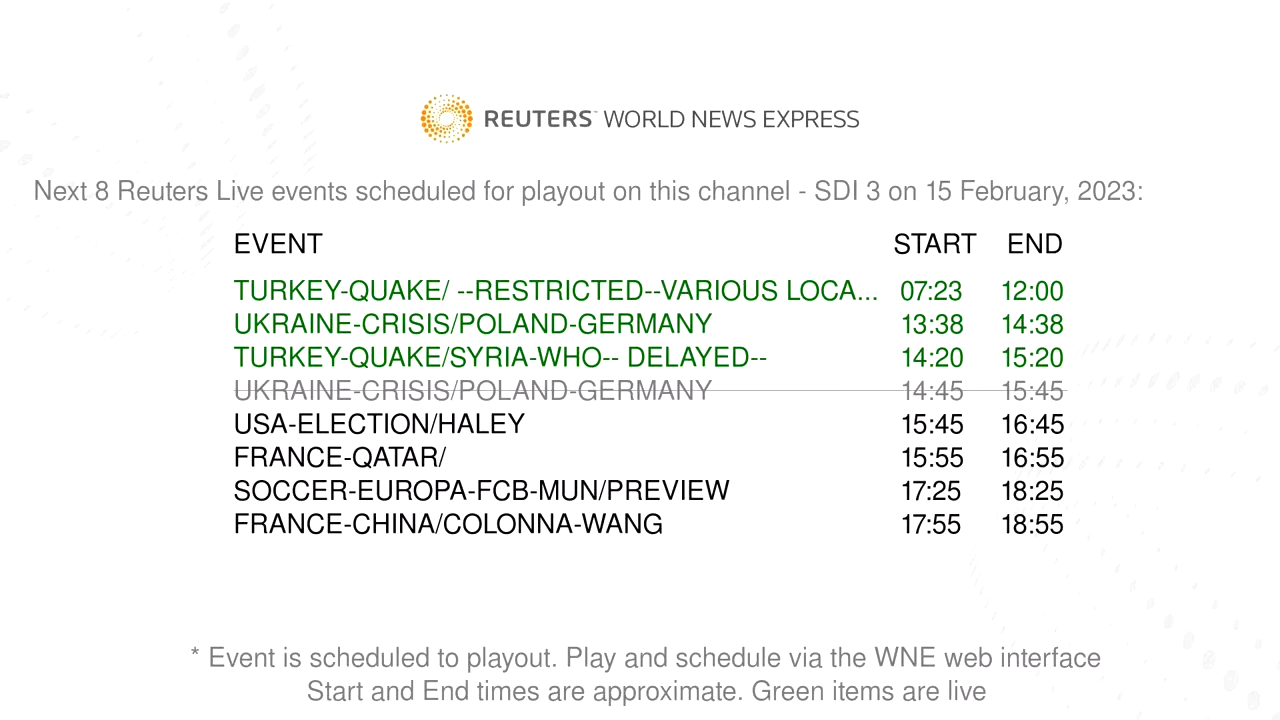 REUTERS™ WORLD NEWS EXPRESS
Next 8 Reuters Live events scheduled for playout on this channel - SDI 3 on 15 February, 2023:
EVENT START END
TURKEY-QUAKE/ --RESTRICTED--VARIOUS LOCA... 07:23 12:00
UKRAINE-CRISIS/POLAND-GERMANY 13:38 14:38
TURKEY-QUAKE/SYRIA-WHO-- DELAYED-- 14:20 15:20
UKRAINE-CRISIS/POLAND-GERMANY 14:45 15:45
USA-ELECTION/HALEY 15:45 16:45
FRANCE-QATAR/ 15:55 16:55
SOCCER-EUROPA-FCB-MUN/PREVIEW 17:25 18:25
FRANCE-CHINA/COLONNA-WANG 17:55 18:55
* Event is scheduled to playout. Play and schedule via the WNE web interface
Start and End times are approximate. Green items are live